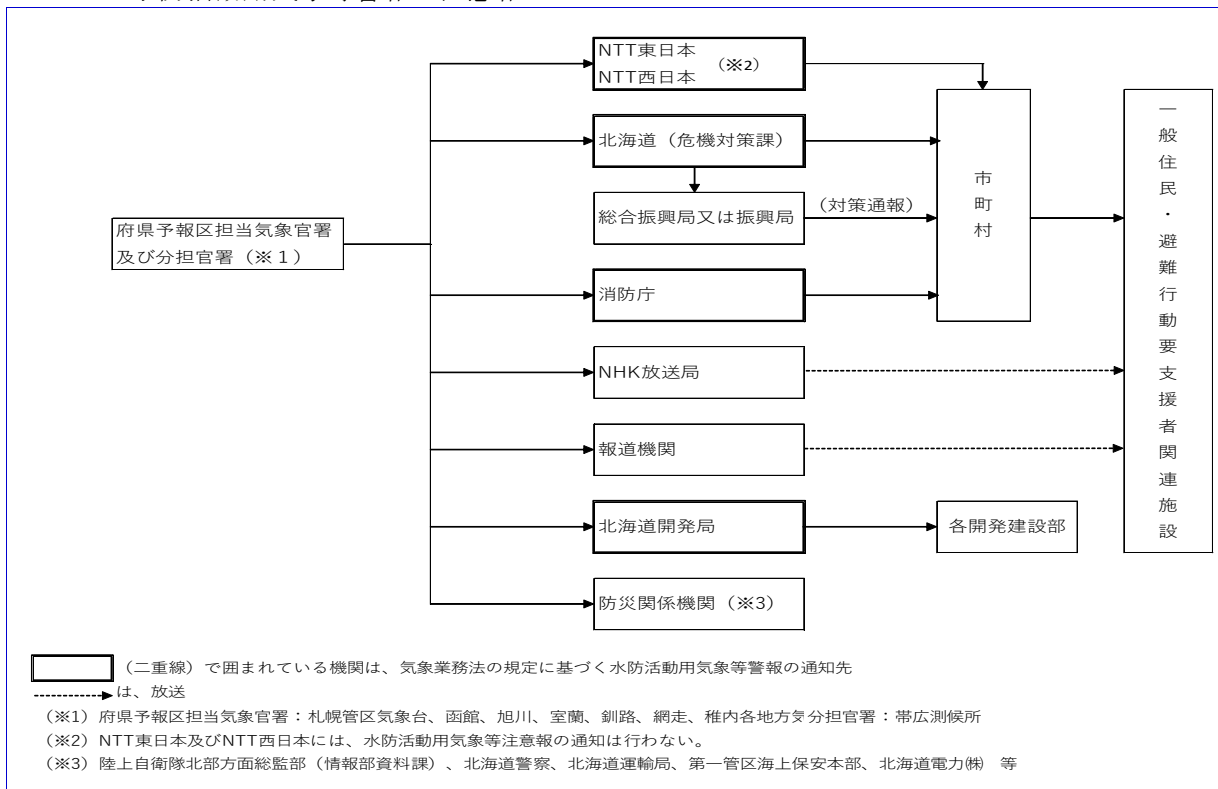 NTT東日本
NTT西日本 (※2)
北海道（危機対策課）
総合振興局又は振興局
（対策通報）
市町村
一般住民・避難行動要支援者関連施設
府県予報区担当気象官署
及び分担官署（※１）
消防庁
NHK放送局
報道機関
北海道開発局
各開発建設部
防災関係機関（※3）
（二重線）で囲まれている機関は、気象業務法の規定に基づく水防活動用気象等警報の通知先
は、放送
（※1）府県予報区担当気象官署：札幌管区気象台、函館、旭川、室蘭、釧路、網走、稚内各地方気分担官署：帯広測候所
（※2）NTT東日本及びNTT西日本には、水防活動用気象等注意報の通知は行わない。
（※3）陸上自衛隊北部方面総監部（情報部資料課）、北海道警察、北海道運輸局、第一管区海上保安本部、北海道電力㈱　等